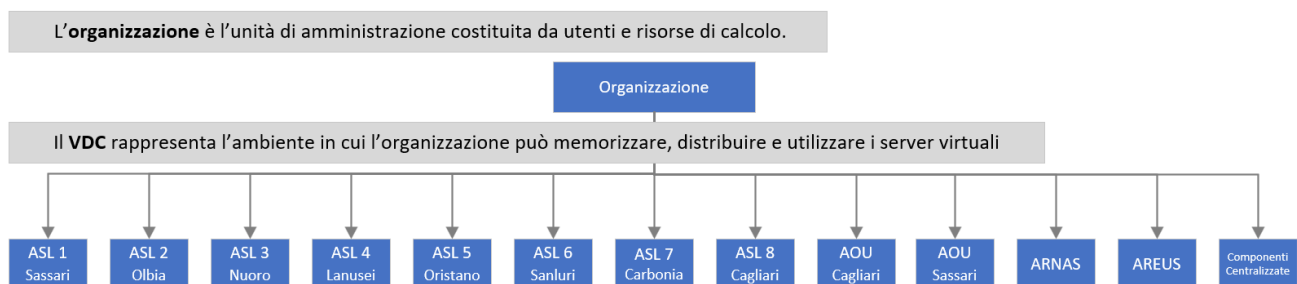 L'organizzazione è l'unità di amministrazione costituita da utenti e risorse di calcolo.
Organizzazione
Il VDC rappresenta l'ambiente in cui l'organizzazione può memorizzare, distribuire e utilizzare i server virtuali
ASL 1
Sassari
ASL 2
Olbia
ASL 3
Nuoro
ASL 4
Lanusei
ASL 5
Oristano
ASL 6
Sanluri
ASL 7
Carbonia
ASL 8
Cagliari
AOU
Cagliari
AOU
Sassari
ARNAS
AREUS
Componenti
Centralizzate